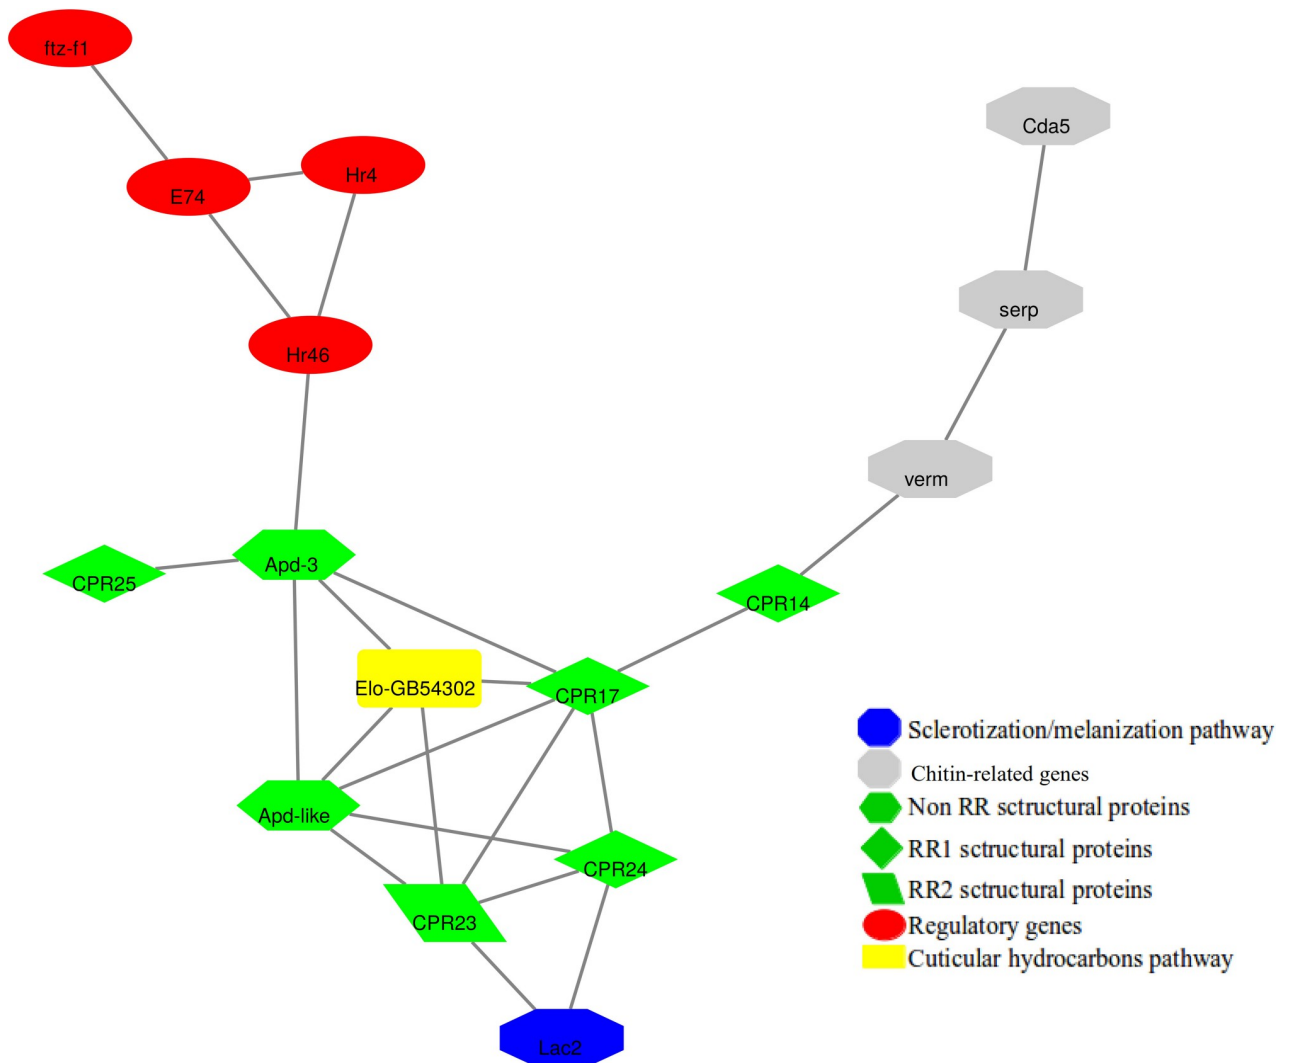 ftz-f1
Cda5
Hr4
E74
serp
Hr46
verm
Apd-3
CPR25
CPR14
Elo-GB54302
CPR17
Apd-like
CPR24
CPR23
Lac2
Sclerotization/melanization pathway
Chitin-related genes
Non RR sctructural proteins
RR1 sctructural proteins
RR2 sctructural proteins
Regulatory genes
Cuticular hydrocarbons pathway